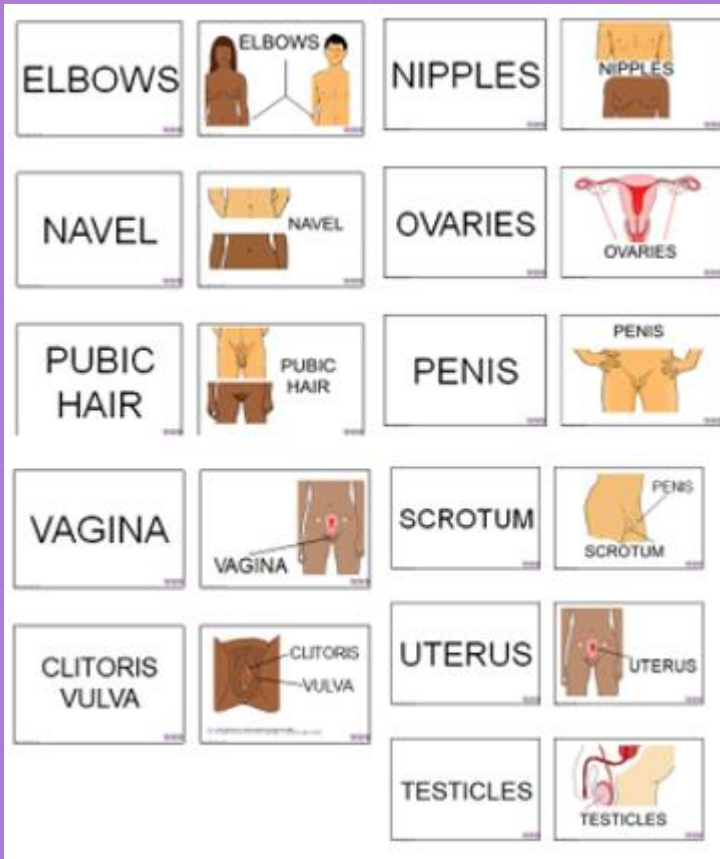 ELBOWS
ELBOWS
NAVEL
NAVEL
PUBIC
HAIR
PUBIC
HAIR
VAGINA
VAGINA
CLITORIS
VULVA
CLITORIS
VULVA
NIPPLES
NIPPLES
OVARIES
OVARIES
PENIS
PENIS
SCROTUM
PENIS
SCROTUM
UTERUS
UTERUS
TESTICLES
TESTICLES